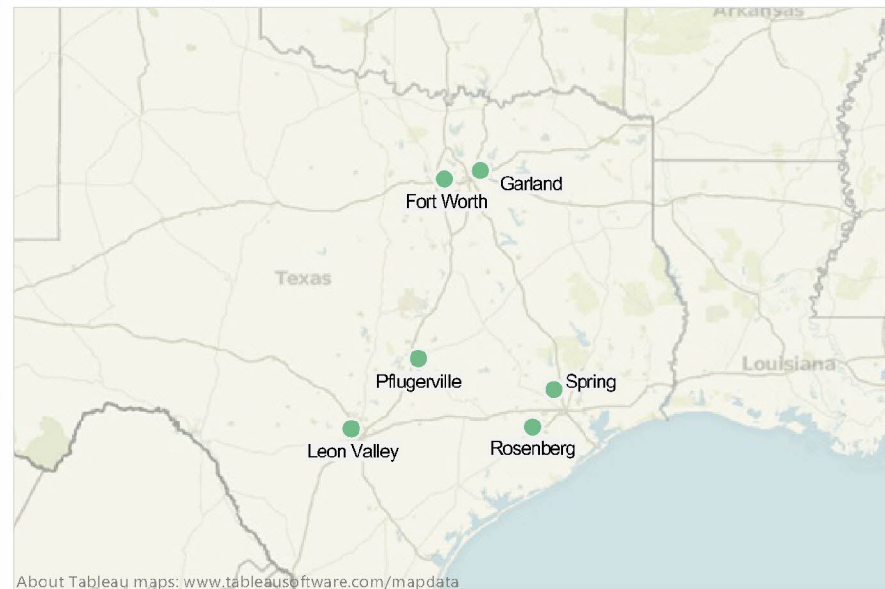 Arkansas
Garland
Fort Worth
Texas
Pflugerville
Spring
Louisiana
Leon Valley
Rosenberg
About Tableau maps: www.tableausoftware.com/mapdata